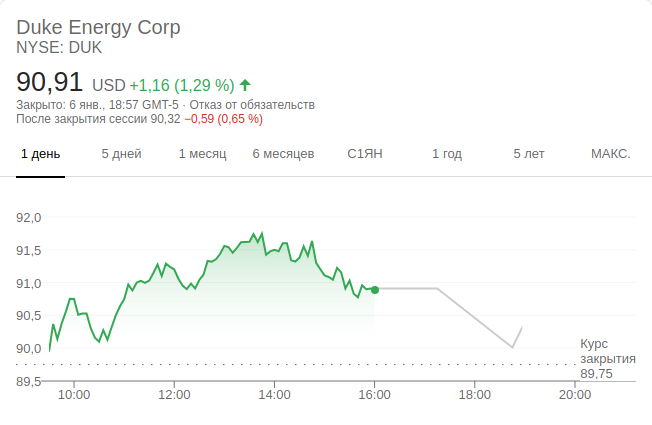 Duke Energy Corp
NYSE: DUK
90,91 USD +1,16 (1,29 %)
Закрыто: 6 янв., 18:57 GMT-5 · Отказ от обязательств
После закрытия сессии 90,32 −0,59 (0,65 %)
1 день 5 дней 1 месяц 6 месяцев С1ЯН 1 год 5 лет МАКС.
92,0
91,5
91,0
90,5
90,0
89,5
Курс
закрытия
89,75
10:00 12:00 14:00 16:00 18:00 20:00